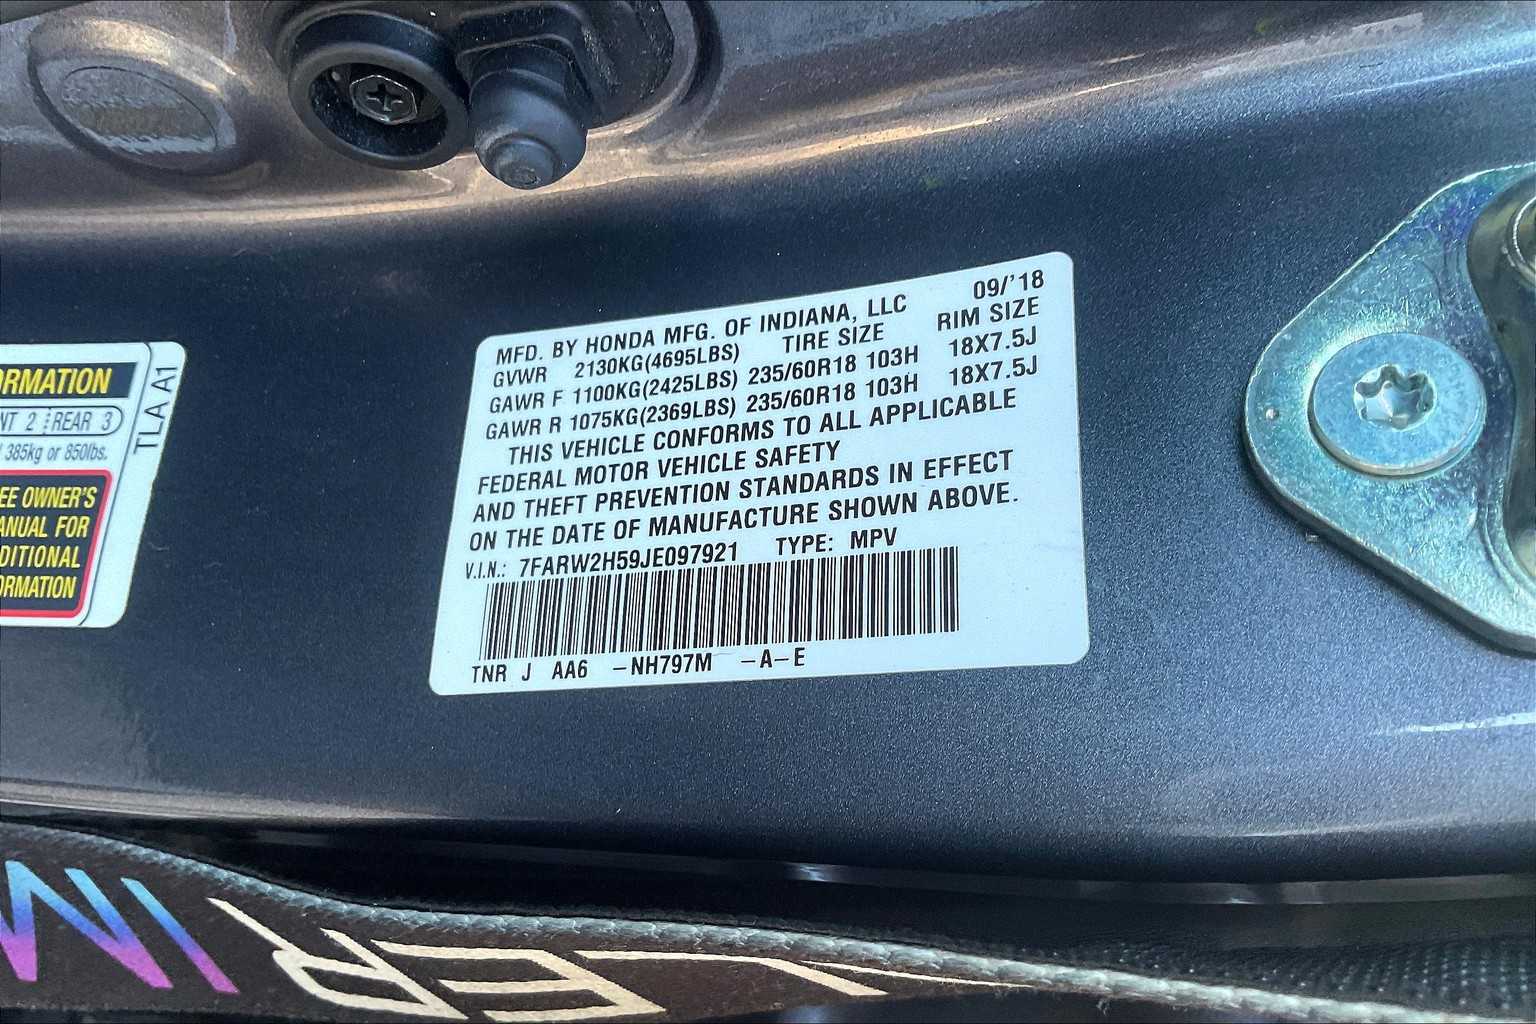 ORMATION
NT 2 REAR 3
385kg or 850lbs.
EE OWNER'S
ANUAL FOR
DITIONAL
ORMATION
TLA A1
MFD. BY HONDA MFG. OF INDIANA, LLC 09/'18
GVWR 2130KG(4695LBS) TIRE SIZE RIM SIZE
GAWR F 1100KG(2425LBS) 235/60R18 103H 18X7.5J
GAWR R 1075KG(2369LBS) 235/60R18 103H 18X7.5J
THIS VEHICLE CONFORMS TO ALL APPLICABLE
FEDERAL MOTOR VEHICLE SAFETY
AND THEFT PREVENTION STANDARDS IN EFFECT
ON THE DATE OF MANUFACTURE SHOWN ABOVE.
V.I.N.: 7FARW2H59JE097921 TYPE: MPV
TNR J AA6 -NH797M -A-E